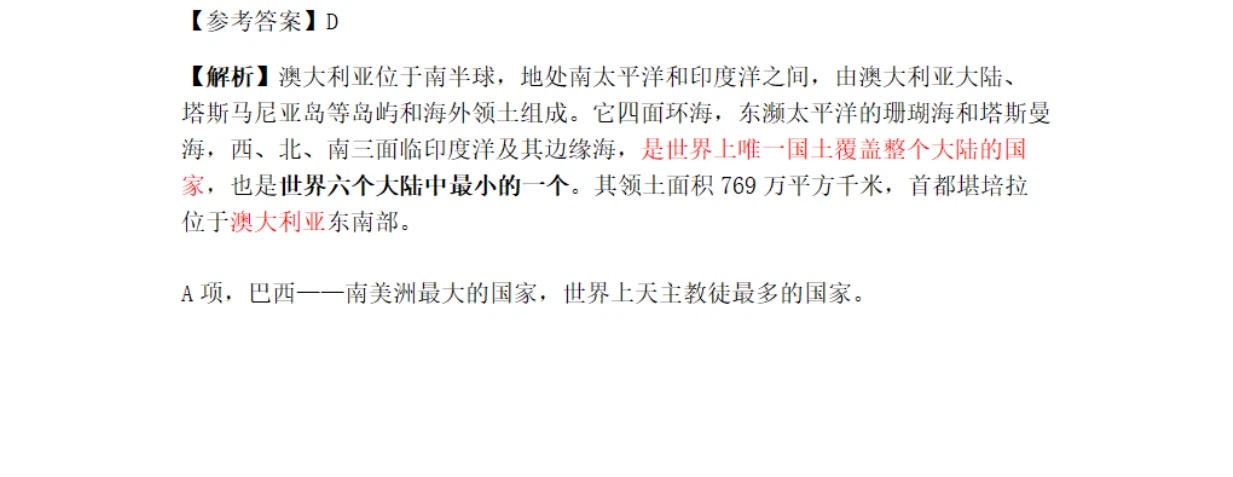 【参考答案】D
【解析】澳大利亚位于南半球，地处南太平洋和印度洋之间，由澳大利亚大陆、
塔斯马尼亚岛等岛屿和海外领土组成。它四面环海，东濒太平洋的珊瑚海和塔斯曼
海，西、北、南三面临印度洋及其边缘海，是世界上唯一国土覆盖整个大陆的国
家，也是世界六个大陆中最小的一个。其领土面积 769 万平方千米，首都堪培拉
位于澳大利亚东南部。
A 项，巴西——南美洲最大的国家，世界上天主教徒最多的国家。